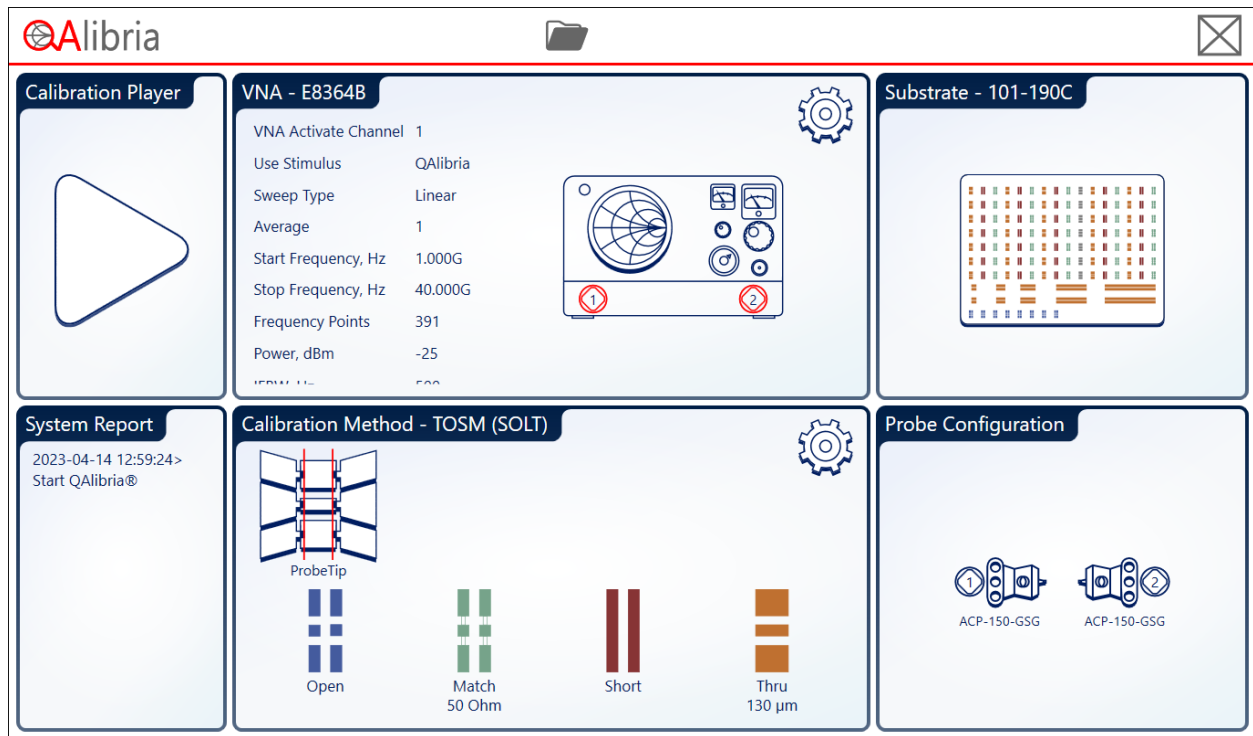 QAlibria
Calibration Player
VNA - E8364B
VNA Activate Channel 1
Use Stimulus QAlibria
Sweep Type Linear
Average 1
Start Frequency, Hz 1.000G
Stop Frequency, Hz 40.000G
Frequency Points 391
Power, dBm -25
1
2
Substrate - 101-190C
System Report
2023-04-14 12:59:24>
Start QAlibria®
Calibration Method - TOSM (SOLT)
ProbeTip
Open
Match
50 Ohm
Short
Thru
130 µm
Probe Configuration
1
2
ACP-150-GSG
ACP-150-GSG